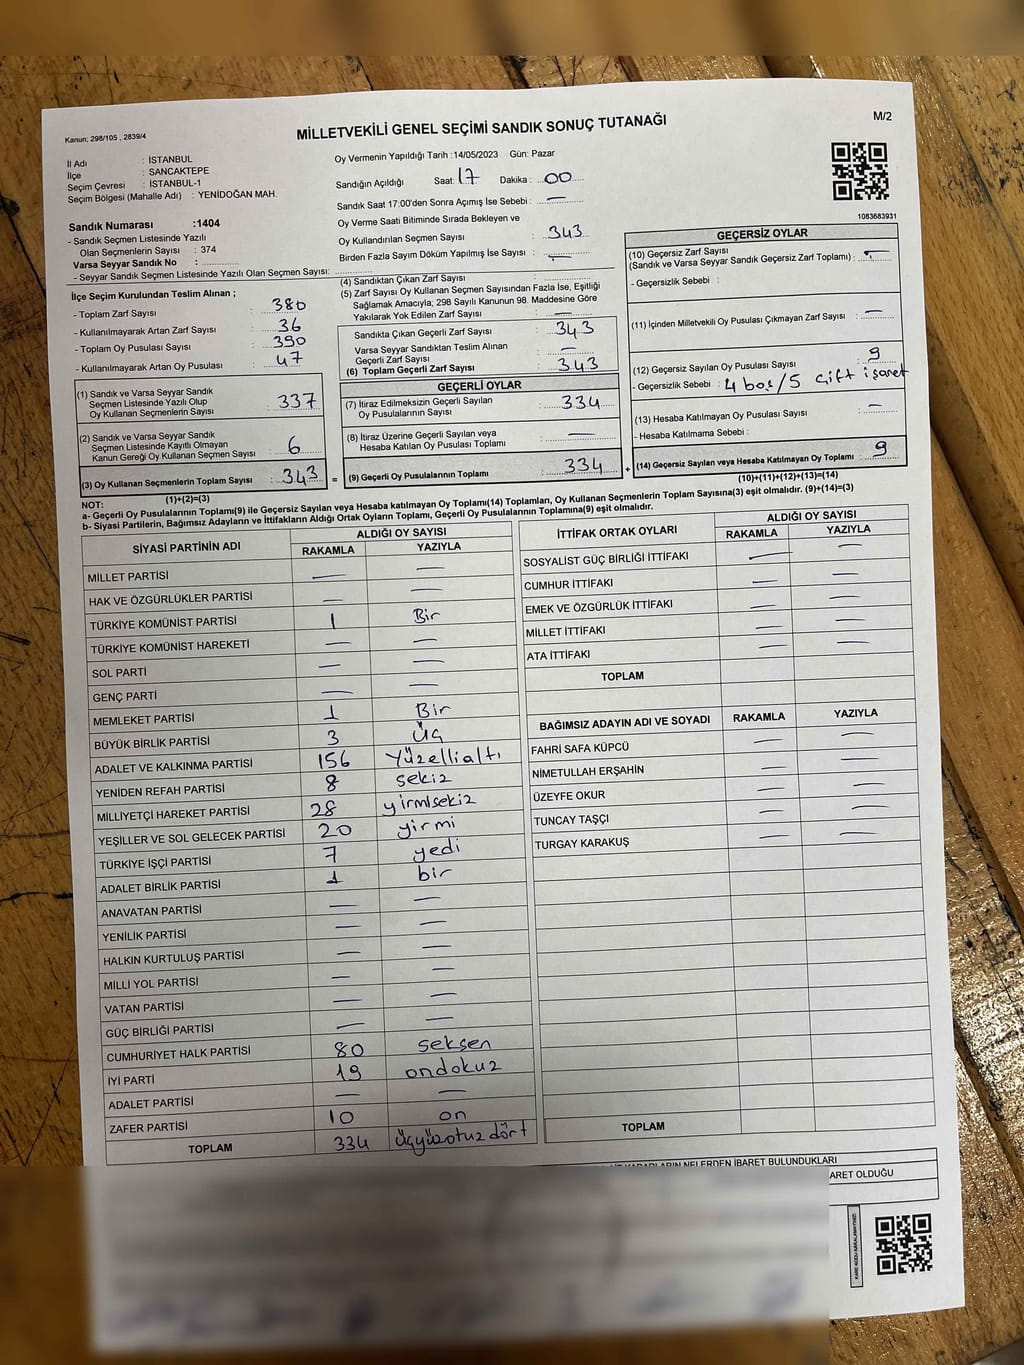 Kanun; 298/105 , 2839/4
MİLLETVEKİLİ GENEL SEÇİMİ SANDIK SONUÇ TUTANAĞI
M/2
İl Adı : İSTANBUL
İlçe : SANCAKTEPE
Seçim Çevresi : İSTANBUL-1
Seçim Bölgesi (Mahalle Adı) : YENİDOĞAN MAH.
Sandık Numarası :1404
- Sandık Seçmen Listesinde Yazılı
Olan Seçmenlerin Sayısı : 374
Varsa Seyyar Sandık No :
- Seyyar Sandık Seçmen Listesinde Yazılı Olan Seçmen Sayısı:
Oy Vermenin Yapıldığı Tarih :14/05/2023 Gün: Pazar
Sandığın Açıldığı Saat: 17 Dakika : 00
Sandık Saat 17:00'den Sonra Açımış İse Sebebi : —
Oy Verme Saati Bitiminde Sırada Bekleyen ve
Oy Kullandırılan Seçmen Sayısı : 343
Birden Fazla Sayım Döküm Yapılmış İse Sayısı : —
1083683931
İlçe Seçim Kurulundan Teslim Alınan ;
- Toplam Zarf Sayısı : 380
- Kullanılmayarak Artan Zarf Sayısı : 36
- Toplam Oy Pusulası Sayısı : 390
- Kullanılmayarak Artan Oy Pusulası : 47
(1) Sandık ve Varsa Seyyar Sandık
Seçmen Listesinde Yazılı Olup
Oy Kullanan Seçmenlerin Sayısı : 337
(2) Sandık ve Varsa Seyyar Sandık
Seçmen Listesinde Kayıtlı Olmayan
Kanun Gereği Oy Kullanan Seçmen Sayısı : 6
(3) Oy Kullanan Seçmenlerin Toplam Sayısı : 343
(1)+(2)=(3)
(4) Sandıktan Çıkan Zarf Sayısı :
(5) Zarf Sayısı Oy Kullanan Seçmen Sayısından Fazla İse, Eşitliği
Sağlamak Amacıyla; 298 Sayılı Kanunun 98. Maddesine Göre
Yakılarak Yok Edilen Zarf Sayısı : —
Sandıkta Çıkan Geçerli Zarf Sayısı : 343
Varsa Seyyar Sandıktan Teslim Alınan
Geçerli Zarf Sayısı : —
(6) Toplam Geçerli Zarf Sayısı : 343
GEÇERLİ OYLAR
(7) İtiraz Edilmeksizin Geçerli Sayılan
Oy Pusulalarının Sayısı : 334
(8) İtiraz Üzerine Geçerli Sayılan veya
Hesaba Katılan Oy Pusulası Toplamı : —
= (9) Geçerli Oy Pusulalarının Toplamı : 334
GEÇERSİZ OYLAR
(10) Geçersiz Zarf Sayısı
(Sandık ve Varsa Seyyar Sandık Geçersiz Zarf Toplamı) : —
- Geçersizlik Sebebi :
(11) İçinden Milletvekili Oy Pusulası Çıkmayan Zarf Sayısı : —
(12) Geçersiz Sayılan Oy Pusulası Sayısı : 9
- Geçersizlik Sebebi : 4 boş/5 çift işaret
(13) Hesaba Katılmayan Oy Pusulası Sayısı : —
- Hesaba Katılmama Sebebi :
+ (14) Geçersiz Sayılan veya Hesaba Katılmayan Oy Toplamı : 9
(10)+(11)+(12)+(13)=(14)
NOT:
a- Geçerli Oy Pusulalarının Toplamı(9) ile Geçersiz Sayılan veya Hesaba katılmayan Oy Toplamı(14) Toplamları, Oy Kullanan Seçmenlerin Toplam Sayısına(3) eşit olmalıdır. (9)+(14)=(3)
b- Siyasi Partilerin, Bağımsız Adayların ve İttifakların Aldığı Ortak Oyların Toplamı, Geçerli Oy Pusulalarının Toplamına(9) eşit olmalıdır.
SİYASİ PARTİNİN ADI ALDIĞI OY SAYISI
RAKAMLA YAZIYLA
MİLLET PARTİSİ — —
HAK VE ÖZGÜRLÜKLER PARTİSİ — —
TÜRKİYE KOMÜNİST PARTİSİ 1 Bir
TÜRKİYE KOMÜNİST HAREKETİ — —
SOL PARTİ — —
GENÇ PARTİ — —
MEMLEKET PARTİSİ 1 Bir
BÜYÜK BİRLİK PARTİSİ 3 Üç
ADALET VE KALKINMA PARTİSİ 156 Yüzellialtı
YENİDEN REFAH PARTİSİ 8 sekiz
MİLLİYETÇİ HAREKET PARTİSİ 28 yirmisekiz
YEŞİLLER VE SOL GELECEK PARTİSİ 20 yirmi
TÜRKİYE İŞÇİ PARTİSİ 7 yedi
ADALET BİRLİK PARTİSİ 1 bir
ANAVATAN PARTİSİ — —
YENİLİK PARTİSİ — —
HALKIN KURTULUŞ PARTİSİ — —
MİLLİ YOL PARTİSİ — —
VATAN PARTİSİ — —
GÜÇ BİRLİĞİ PARTİSİ — —
CUMHURİYET HALK PARTİSİ 80 seksen
İYİ PARTİ 19 ondokuz
ADALET PARTİSİ — —
ZAFER PARTİSİ 10 on
TOPLAM 334 üçyüzotuzdört
İTTİFAK ORTAK OYLARI ALDIĞI OY SAYISI
RAKAMLA YAZIYLA
SOSYALİST GÜÇ BİRLİĞİ İTTİFAKI — —
CUMHUR İTTİFAKI — —
EMEK VE ÖZGÜRLÜK İTTİFAKI — —
MİLLET İTTİFAKI — —
ATA İTTİFAKI — —
TOPLAM
BAĞIMSIZ ADAYIN ADI VE SOYADI RAKAMLA YAZIYLA
FAHRİ SAFA KÜPCÜ — —
NİMETULLAH ERŞAHİN — —
ÜZEYFE OKUR — —
TUNCAY TAŞÇI — —
TURGAY KARAKUŞ — —
TOPLAM
NELERDEN İBARET BULUNDUKLARI
ARET OLDUĞU